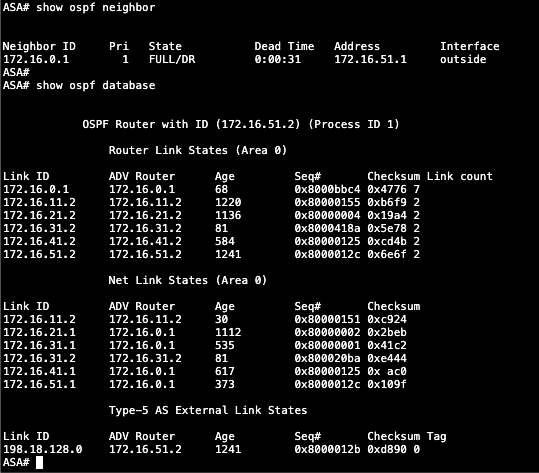 ASA# show ospf neighbor
Neighbor ID Pri State Dead Time Address Interface
172.16.0.1 1 FULL/DR 0:00:31 172.16.51.1 outside
ASA#
ASA# show ospf database
OSPF Router with ID (172.16.51.2) (Process ID 1)
Router Link States (Area 0)
Link ID ADV Router Age Seq# Checksum Link count
172.16.0.1 172.16.0.1 68 0x8000bbc4 0x4776 7
172.16.11.2 172.16.11.2 1220 0x80000155 0xb6f9 2
172.16.21.2 172.16.21.2 1136 0x80000004 0x19a4 2
172.16.31.2 172.16.31.2 81 0x8000418a 0x5e78 2
172.16.41.2 172.16.41.2 584 0x80000125 0xcd4b 2
172.16.51.2 172.16.51.2 1241 0x8000012c 0x6e6f 2
Net Link States (Area 0)
Link ID ADV Router Age Seq# Checksum
172.16.11.2 172.16.11.2 30 0x80000151 0xc924
172.16.21.1 172.16.0.1 1112 0x80000002 0x2beb
172.16.31.1 172.16.0.1 535 0x80000001 0x41c2
172.16.31.2 172.16.31.2 81 0x800020ba 0xe444
172.16.41.1 172.16.0.1 617 0x80000125 0x ac0
172.16.51.1 172.16.0.1 373 0x8000012c 0x109f
Type-5 AS External Link States
Link ID ADV Router Age Seq# Checksum Tag
198.18.128.0 172.16.51.2 1241 0x8000012b 0xd890 0
ASA#